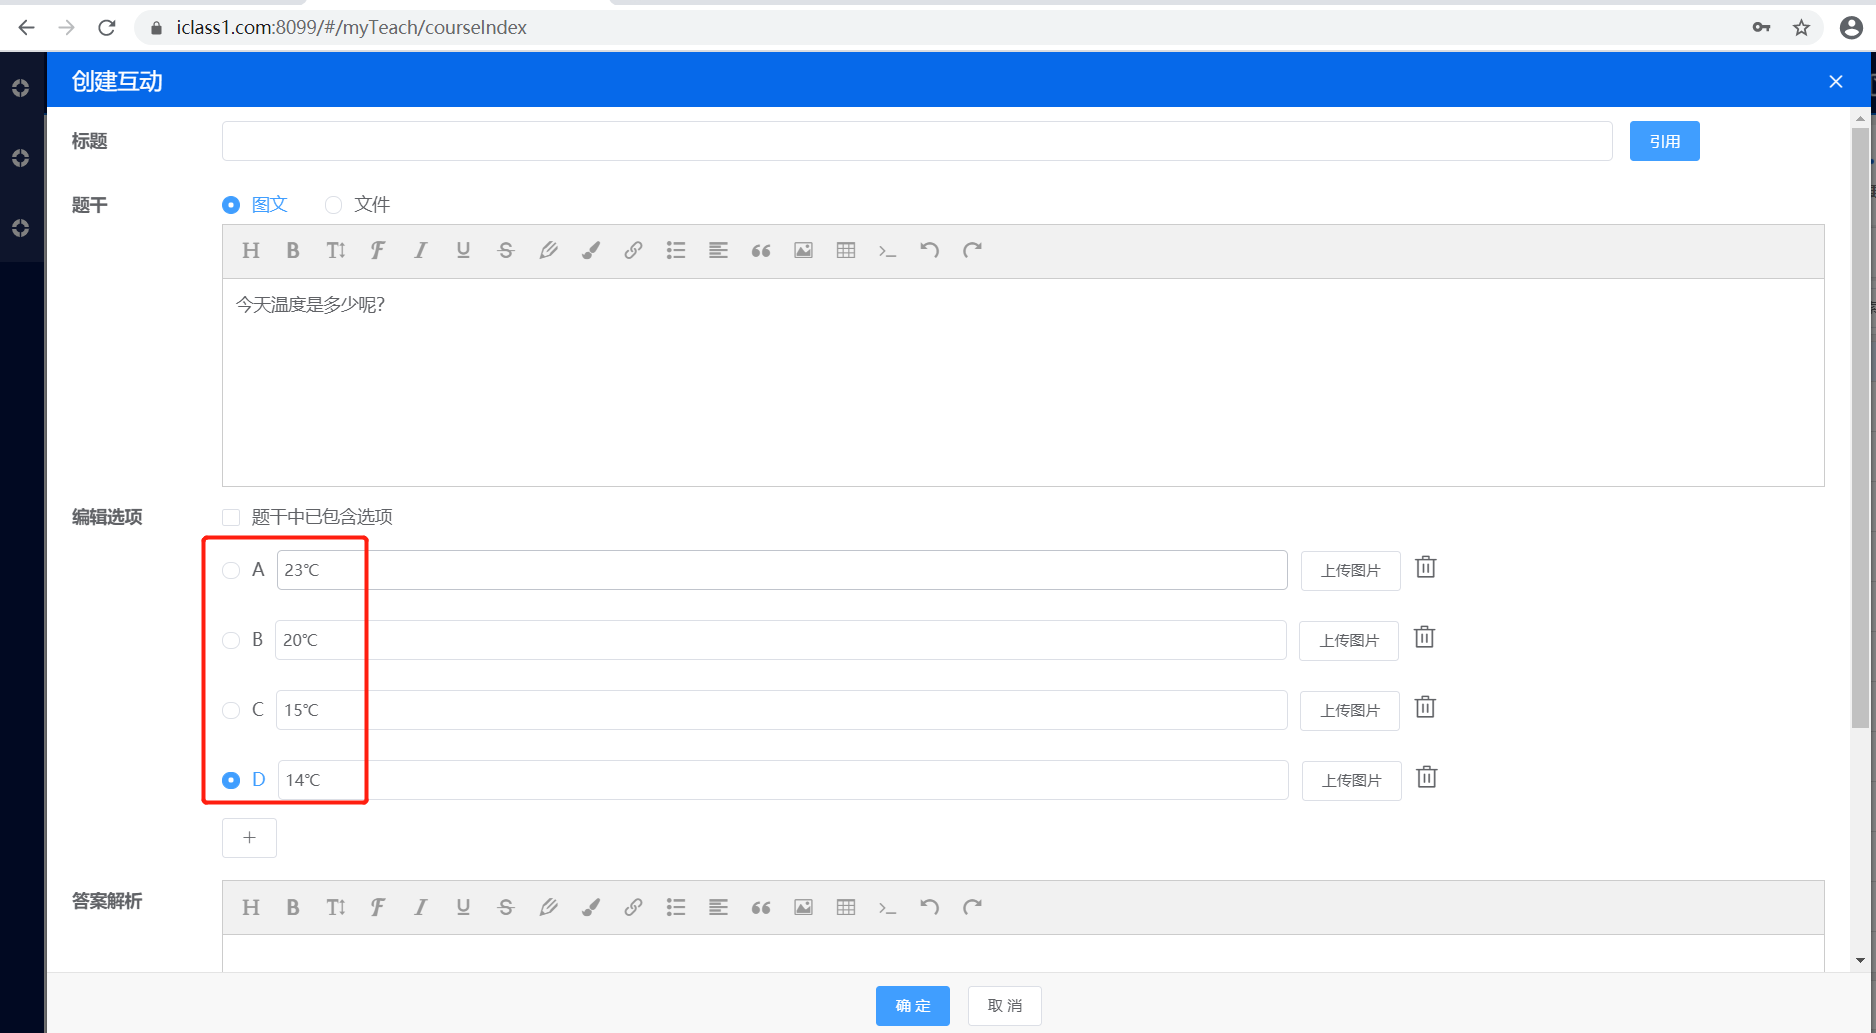 iclass1.com:8099/#/myTeach/courseIndex
创建互动
标题
引用
题干
图文 文件
H B T F I U S
今天温度是多少呢?
编辑选项
题干中已包含选项
A 23℃ 上传图片
B 20℃ 上传图片
C 15℃ 上传图片
D 14℃ 上传图片
+
答案解析
H B T F I U S
确 定 取 消